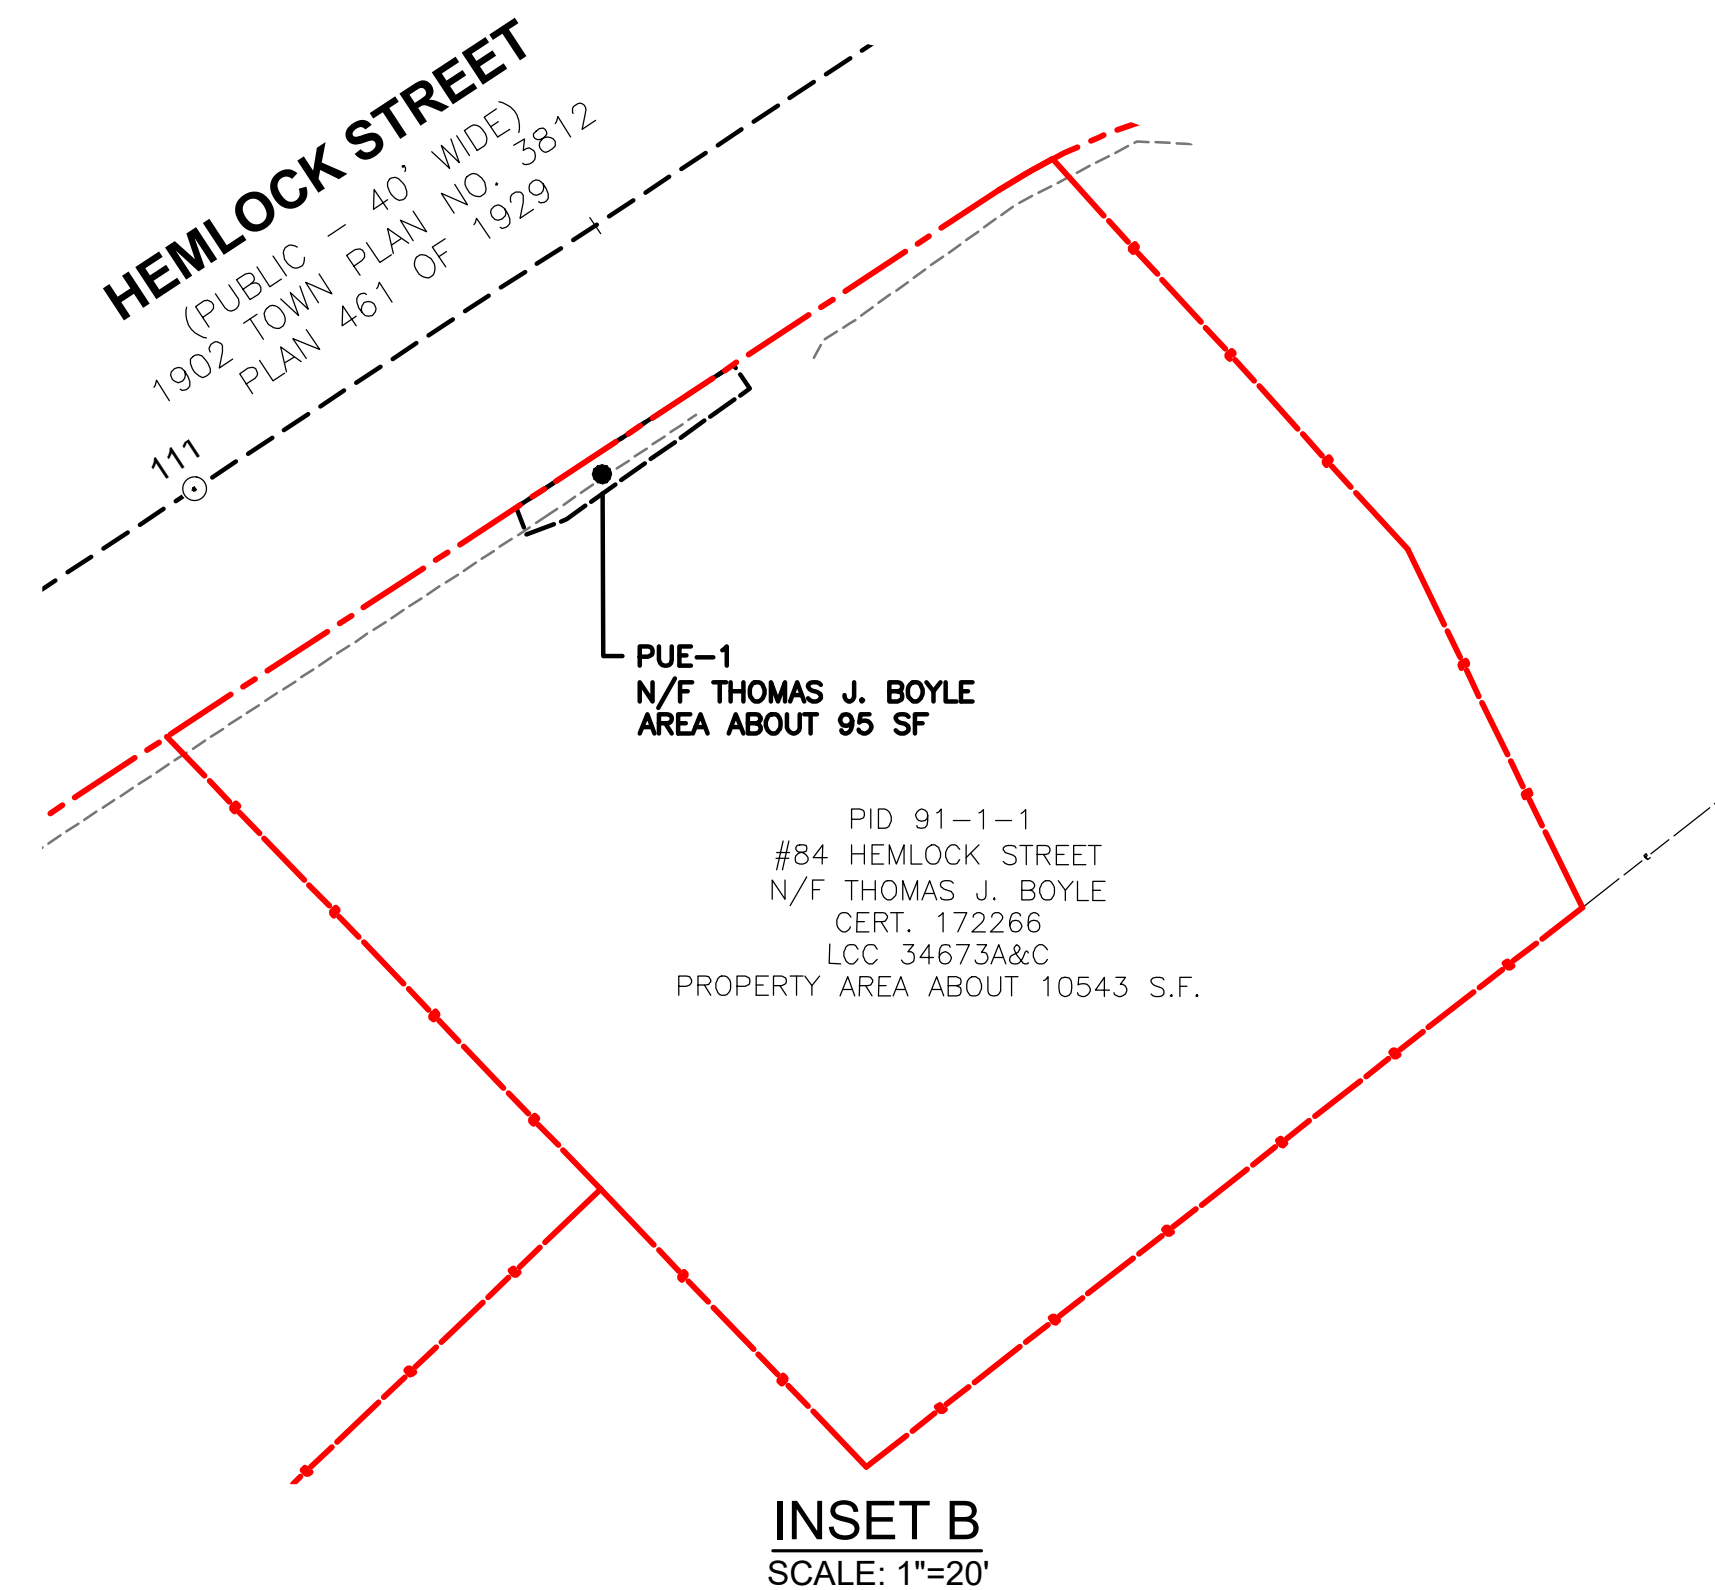 HEMLOCK STREET
(PUBLIC – 40' WIDE)
1902 TOWN PLAN NO. 3812
PLAN 461 OF 1929
111
PUE–1
N/F THOMAS J. BOYLE
AREA ABOUT 95 SF
PID 91–1–1
#84 HEMLOCK STREET
N/F THOMAS J. BOYLE
CERT. 172266
LCC 34673A&C
PROPERTY AREA ABOUT 10543 S.F.
INSET B
SCALE: 1"=20'